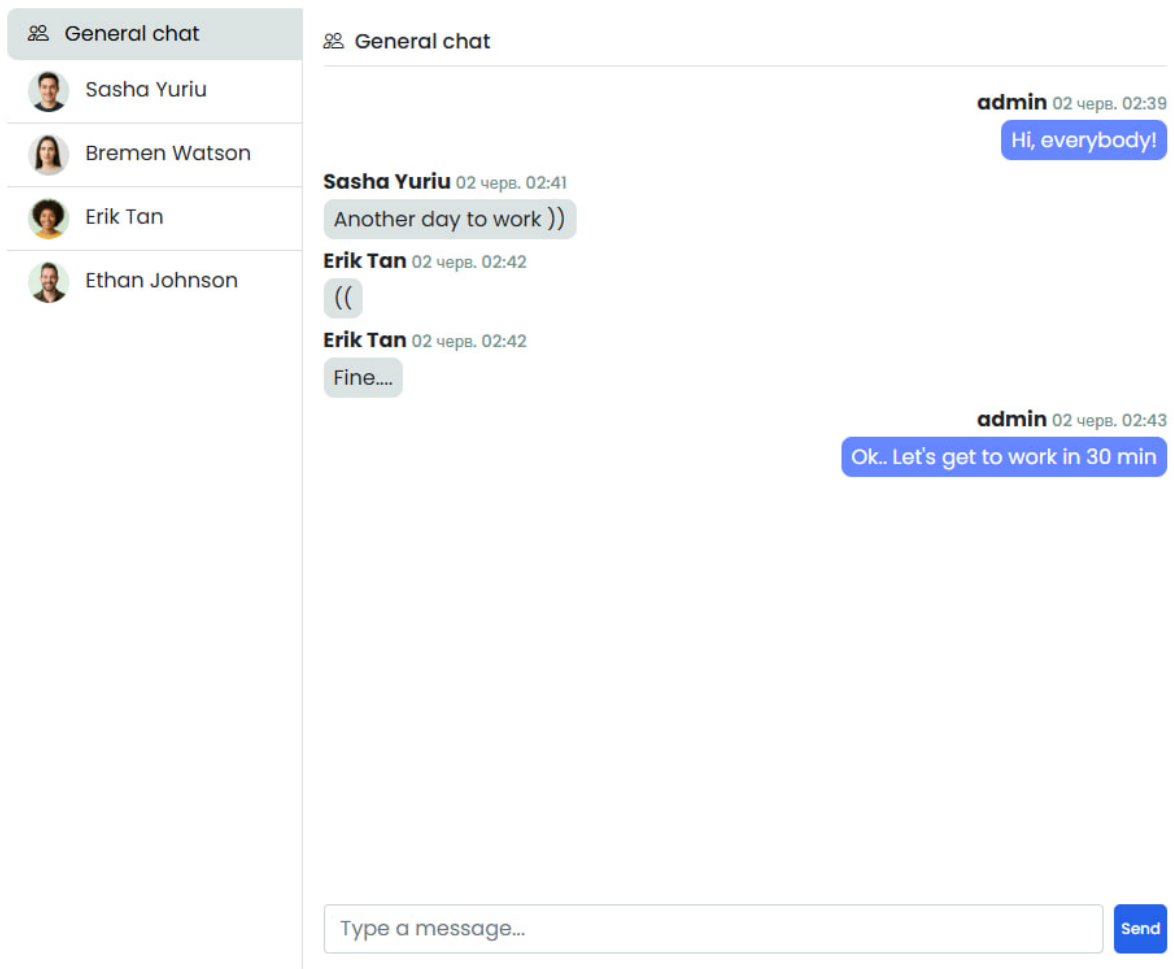 General chat
Sasha Yuriu
Bremen Watson
Erik Tan
Ethan Johnson
General chat
admin 02 черв. 02:39
Hi, everybody!
Sasha Yuriu 02 черв. 02:41
Another day to work ))
Erik Tan 02 черв. 02:42
((
Erik Tan 02 черв. 02:42
Fine....
admin 02 черв. 02:43
Ok.. Let's get to work in 30 min
Type a message...
Send